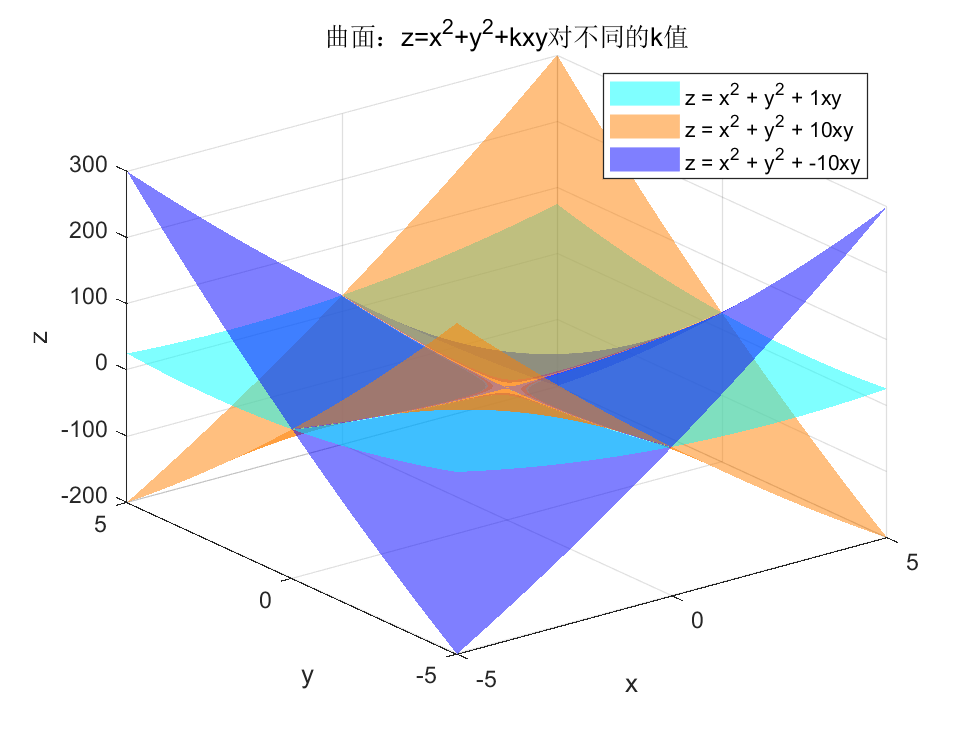 曲面：z=x²+y²+kxy对不同的k值
z = x² + y² + 1xy
z = x² + y² + 10xy
z = x² + y² + -10xy
300
200
100
0
-100
-200
z
5
0
-5
y
-5
0
5
x